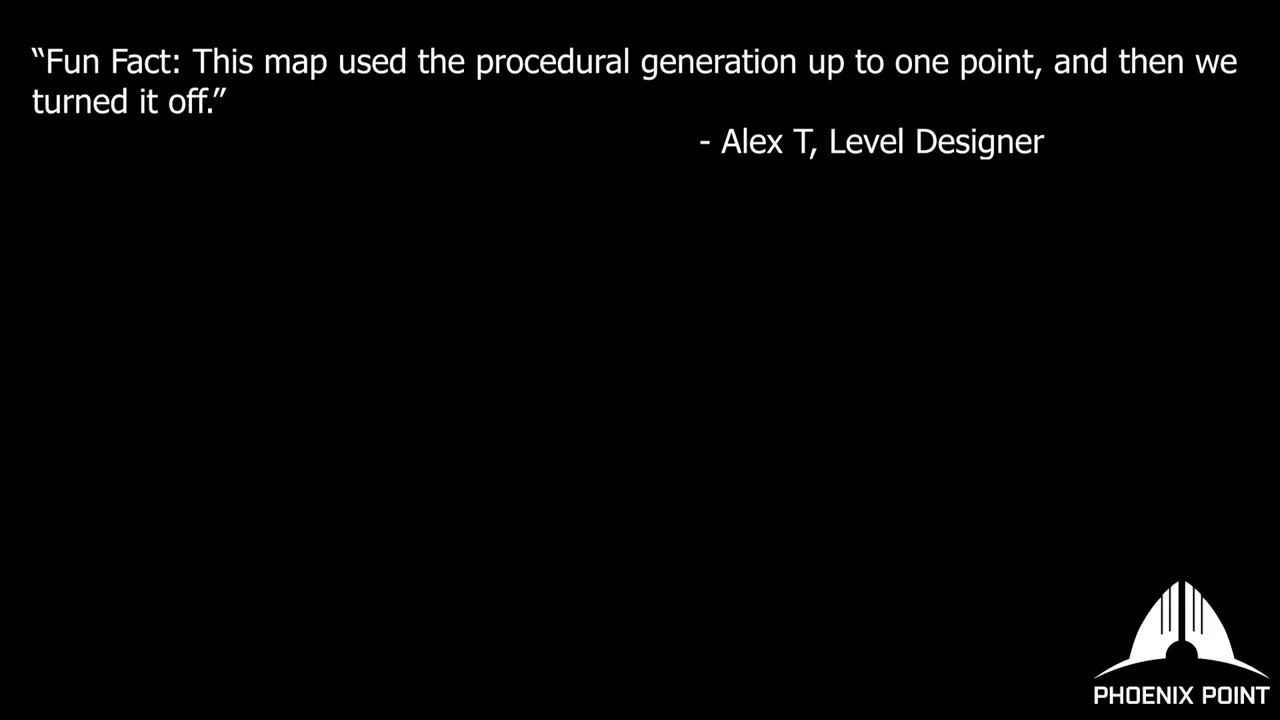 “Fun Fact: This map used the procedural generation up to one point, and then we
turned it off.”
- Alex T, Level Designer
PHOENIX POINT